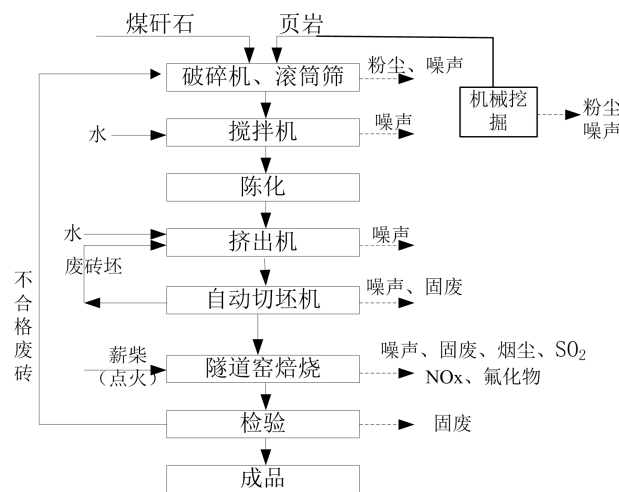 煤矸石
页岩
破碎机、滚筒筛
粉尘、噪声
机械挖
掘
粉尘
噪声
水
搅拌机
噪声
陈化
水
挤出机
噪声
废砖坯
自动切坯机
噪声、固废
不合格废砖
薪柴
（点火）
隧道窑焙烧
噪声、固废、烟尘、SO₂
NOx、氟化物
检验
固废
成品